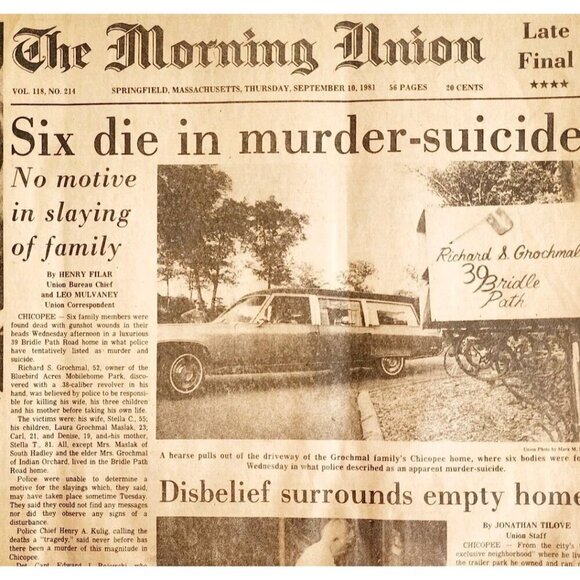 The Morning Union
Late
Final
★★★★
VOL. 118, NO. 214 SPRINGFIELD, MASSACHUSETTS, THURSDAY, SEPTEMBER 10, 1981 56 PAGES 20 CENTS
Six die in murder-suicide
No motive
in slaying
of family
By HENRY FILAR
Union Bureau Chief
and LEO MULVANEY
Union Correspondent
CHICOPEE — Six family members were
found dead with gunshot wounds in their
heads Wednesday afternoon in a luxurious
39 Bridle Path Road home in what police
have tentatively listed as murder and
suicide.
Richard S. Grochmal, 52, owner of the
Bluebird Acres Mobilehome Park, disco-
vered with a 38-caliber revolver in his
hand, was believed by police to be responsi-
ble for killing his wife, his three children
and his mother before taking his own life.
The victims were: his wife, Stella C., 55;
his children, Laura Grochmal Maslak, 23;
Carl, 21, and Denise, 19, and his mother,
Stella T., 81. All, except Mrs. Maslak of
South Hadley and the elder Mrs. Grochmal
of Indian Orchard, lived in the Bridle Path
Road home.
Police were unable to determine a
motive for the slayings which, they said,
may have taken place sometime Tuesday.
They said they could not find any messages
nor did they observe any signs of a
disturbance.
Police Chief Henry A. Kulig, calling the
deaths a "tragedy," said never before has
there been a murder of this magnitude in
Chicopee.
Det. Capt. Edward J.
Richard S. Grochmal
39 Bridle
Path
Union Photo by Mark M.
A hearse pulls out of the driveway of the Grochmal family's Chicopee home, where six bodies were fo
Wednesday in what police described as an apparent murder-suicide.
Disbelief surrounds empty home
By JONATHAN TILOVE
Union Staff
CHICOPEE — From the city's
exclusive neighborhood" where he liv
the trailer park he owned and ran